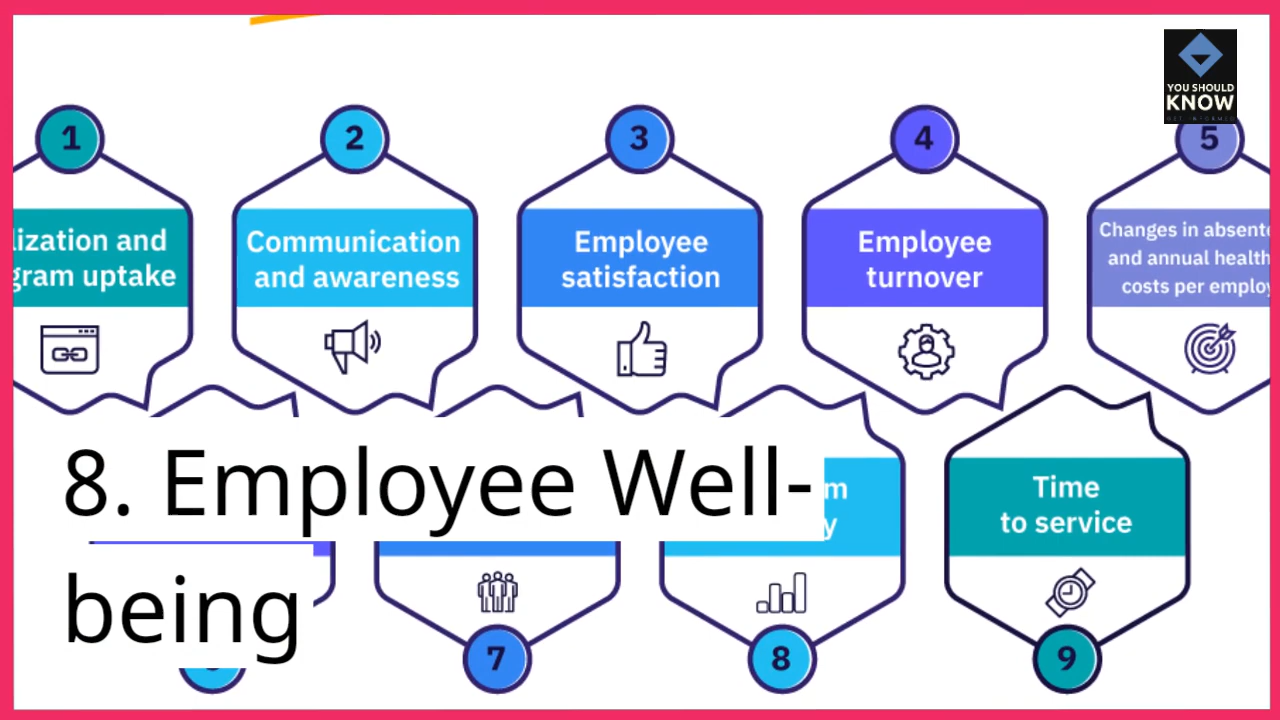 YOU SHOULD
KNOW
GET INFORMED
1
2
3
4
5
lization and
gram uptake
Communication
and awareness
Employee
satisfaction
Employee
turnover
Changes in absente
and annual health
costs per employ
8. Employee Well-
being
m
y
Time
to service
7
8
9